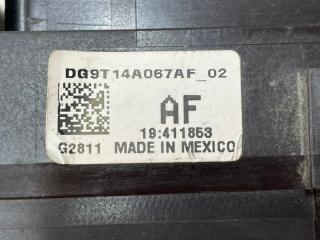 DG9T14A067AF_02
AF
19:411853
G2811 MADE IN MEXICO